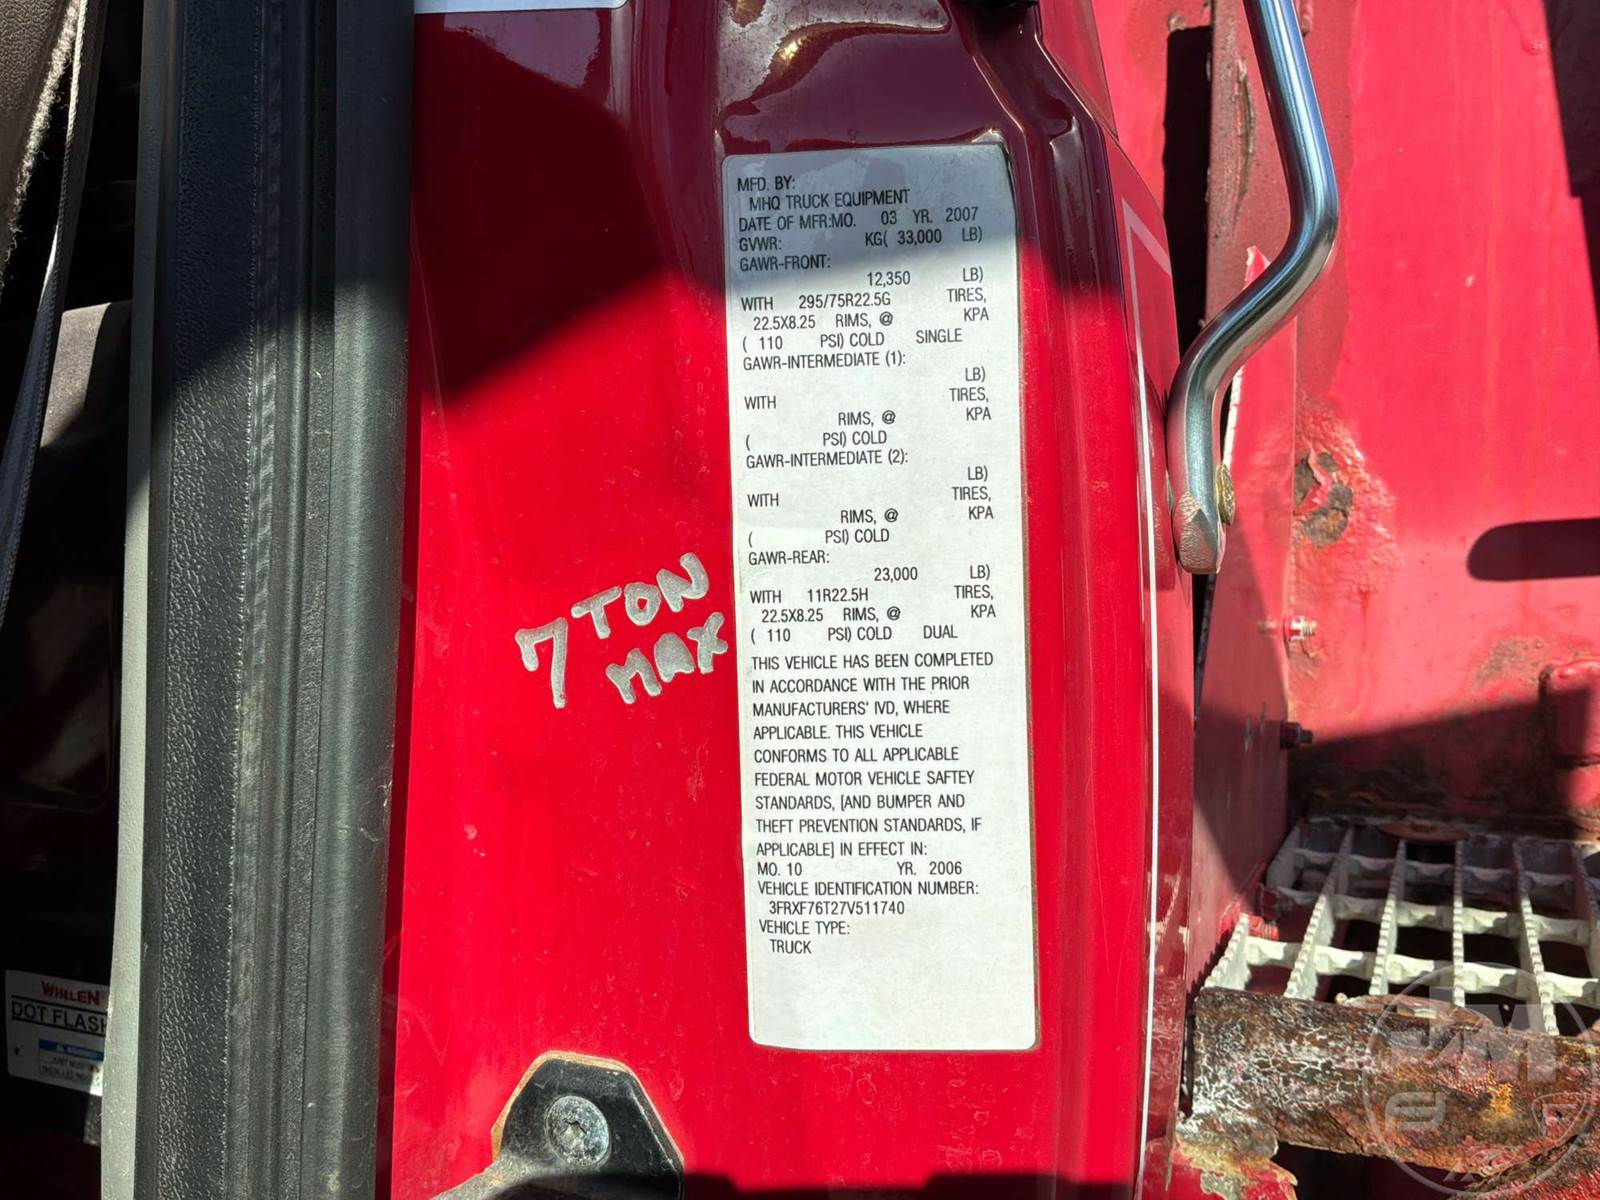 MFD. BY:
MHQ TRUCK EQUIPMENT
DATE OF MFR:MO. 03 YR. 2007
GVWR: KG( 33,000 LB)
GAWR-FRONT:
12,350 LB)
WITH 295/75R22.5G TIRES,
22.5X8.25 RIMS, @ KPA
( 110 PSI) COLD SINGLE
GAWR-INTERMEDIATE (1):
LB)
WITH TIRES,
RIMS, @ KPA
( PSI) COLD
GAWR-INTERMEDIATE (2):
LB)
WITH TIRES,
RIMS, @ KPA
( PSI) COLD
GAWR-REAR:
23,000 LB)
WITH 11R22.5H TIRES,
22.5X8.25 RIMS, @ KPA
( 110 PSI) COLD DUAL
THIS VEHICLE HAS BEEN COMPLETED
IN ACCORDANCE WITH THE PRIOR
MANUFACTURERS' IVD, WHERE
APPLICABLE. THIS VEHICLE
CONFORMS TO ALL APPLICABLE
FEDERAL MOTOR VEHICLE SAFTEY
STANDARDS, [AND BUMPER AND
THEFT PREVENTION STANDARDS, IF
APPLICABLE] IN EFFECT IN:
MO. 10 YR. 2006
VEHICLE IDENTIFICATION NUMBER:
3FRXF76T27V511740
VEHICLE TYPE:
TRUCK
7 TON
MAX
WHELEN
DOT FLASH